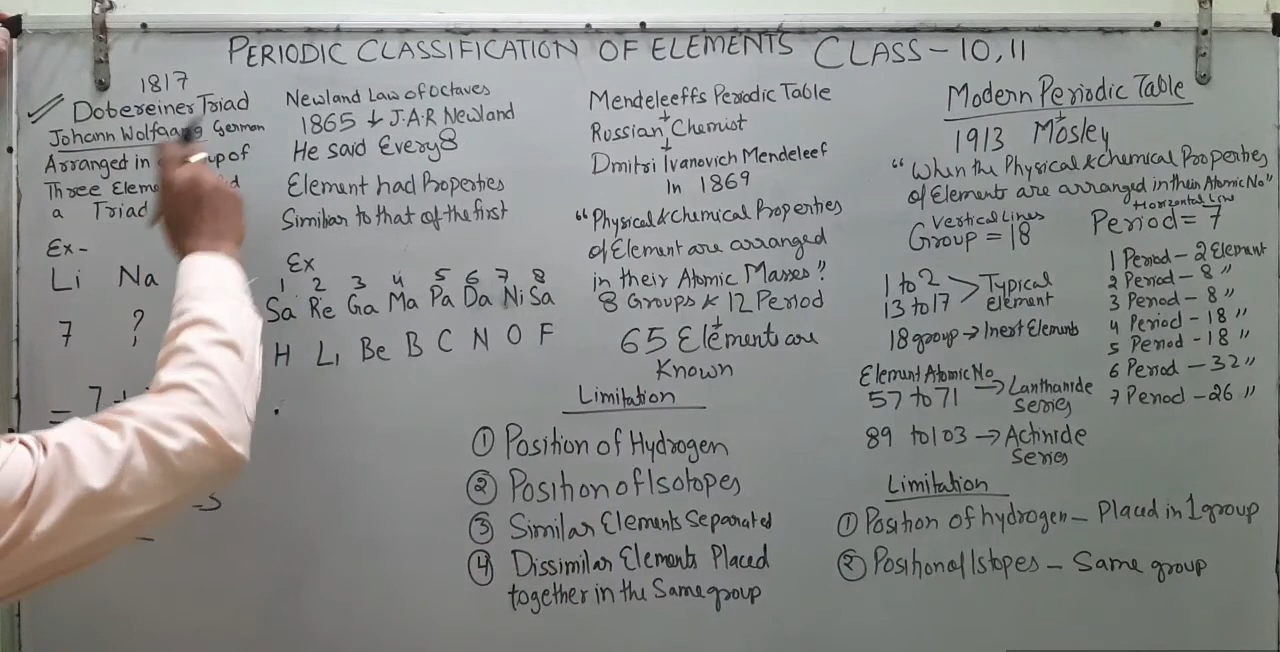 PERIODIC CLASSIFICATION OF ELEMENTS CLASS-10,11
1817
Dobereiner Triad
Johann Wolfgang German
Arranged in a
of
Three
a Triad
Ex-
Li Na
7 ?
= 7 +
Newland Law of Octaves
1865 J.A.R Newland
He said Every 8
Element had Properties
Similiar to that of the first
Ex
1 2 3 4 5 6 7 8
Sa Re Ga Ma Pa Da Ni Sa
H Li Be B C N O F
Mendeleeffs Periodic Table
Russian Chemist
Dmitri Ivanovich Mendeleef
In 1869
"Physical & Chemical Properties
of Element are arranged
in their Atomic Masses"
8 Groups & 12 Period
65 Elements are
Known
Limitation
① Position of Hydrogen
② Position of Isotopes
③ Similar Elements Separated
④ Dissimilar Elements Placed
together in the Same group
Modern Periodic Table
1913 Mosley
"When the Physical & Chemical Properties
of Elements are arranged in their Atomic No"
Vertical Lines
Group = 18
Horizontal Line
Period = 7
1 to 2
13 to 17
Typical
Element
18 group → Inert Elements
Element Atomic No
57 to 71 → Lanthanide
Series
89 to 103 → Actinide
Series
1 Period - 2 Element
2 Period - 8 "
3 Period - 8 "
4 Period - 18 "
5 Period - 18 "
6 Period - 32 "
7 Period - 26 "
Limitation
① Position of hydrogen - Placed in 1 group
② Position of Istopes - Same group